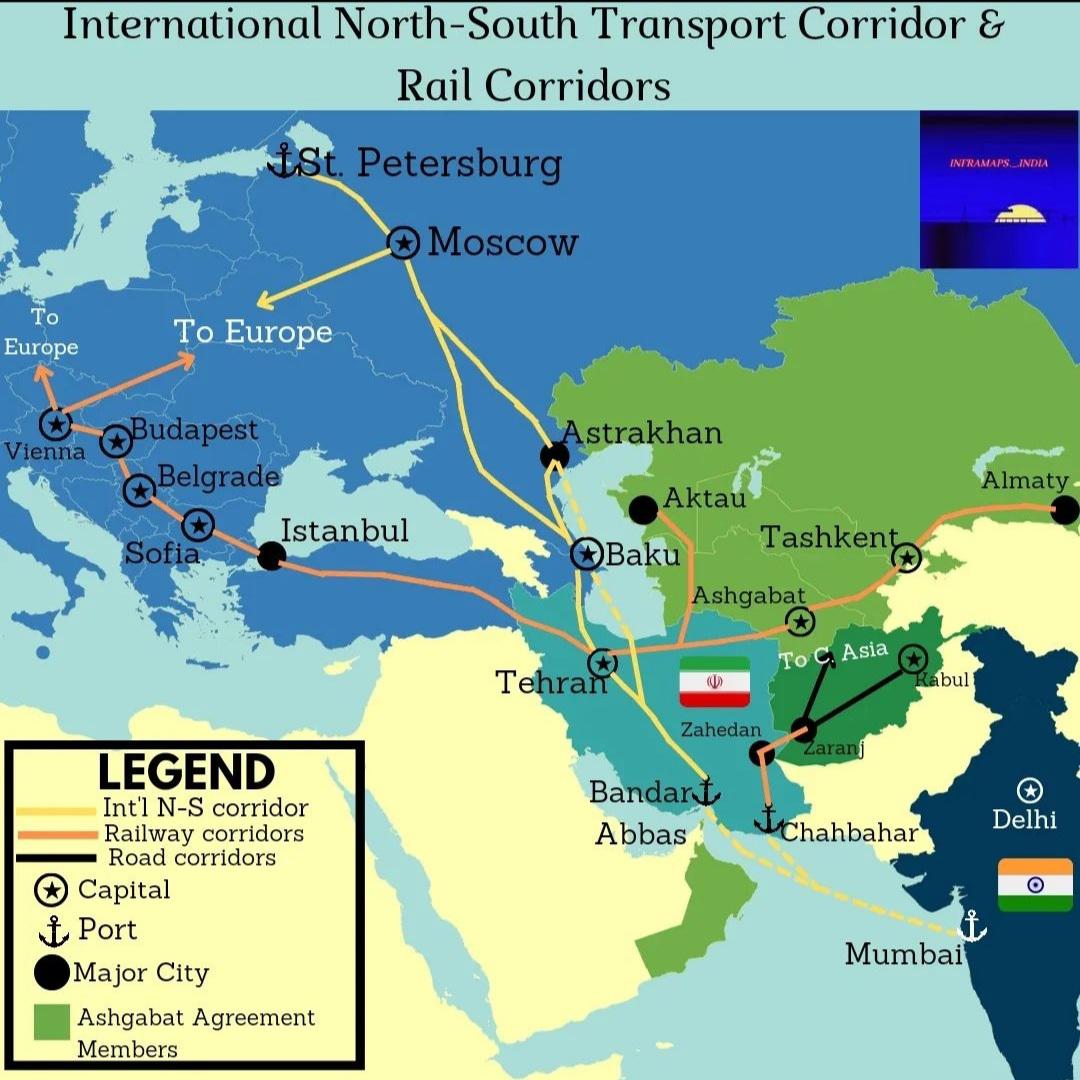 International North-South Transport Corridor &
Rail Corridors
INFRAMAPS._.INDIA
St. Petersburg
Moscow
To
Europe
To Europe
Budapest
Vienna
Belgrade
Sofia
Istanbul
Astrakhan
Aktau
Almaty
Tashkent
Baku
Ashgabat
To C. Asia
Kabul
Tehran
Zahedan
Zaranj
Bandar
Abbas
Chahbahar
Delhi
Mumbai
LEGEND
Int'l N-S corridor
Railway corridors
Road corridors
Capital
Port
Major City
Ashgabat Agreement
Members